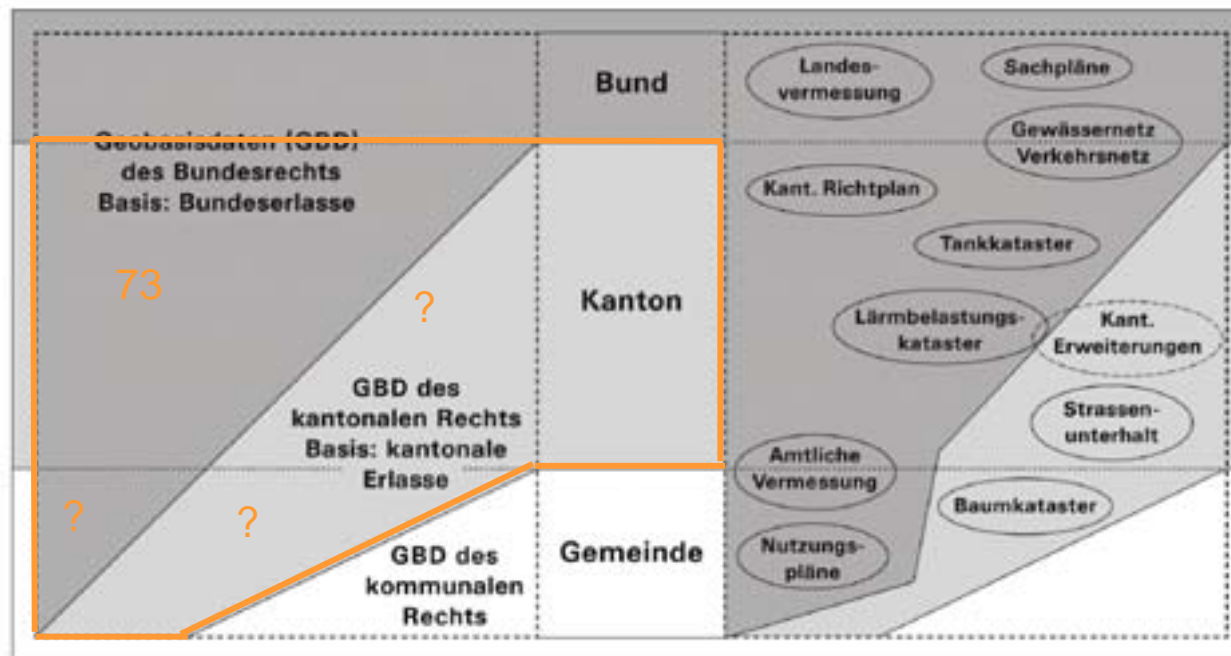 Geobasisdaten (GBD)
des Bundesrechts
Basis: Bundeserlasse
73
?
GBD des
kantonalen Rechts
Basis: kantonale
Erlasse
?
?
GBD des
kommunalen
Rechts
Bund
Kanton
Gemeinde
Landes-
vermessung
Sachpläne
Gewässernetz
Verkehrsnetz
Kant. Richtplan
Tankkataster
Lärmbelastungs-
kataster
Kant.
Erweiterungen
Strassen-
unterhalt
Amtliche
Vermessung
Baumkataster
Nutzungs-
pläne